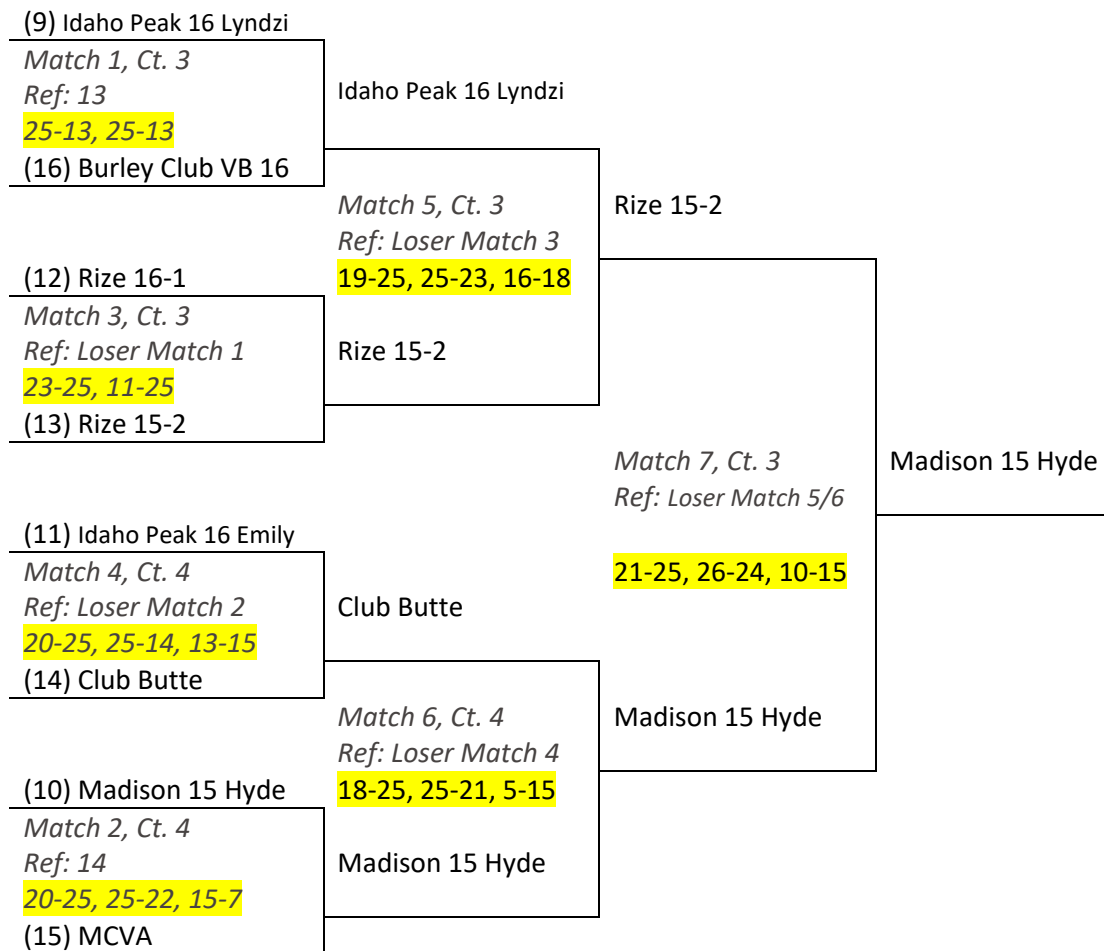 (9) Idaho Peak 16 Lyndzi
Match 1, Ct. 3
Ref: 13
25-13, 25-13
(16) Burley Club VB 16
Idaho Peak 16 Lyndzi
Match 5, Ct. 3
Ref: Loser Match 3
19-25, 25-23, 16-18
Rize 15-2
(12) Rize 16-1
Match 3, Ct. 3
Ref: Loser Match 1
23-25, 11-25
(13) Rize 15-2
Rize 15-2
Match 7, Ct. 3
Ref: Loser Match 5/6
21-25, 26-24, 10-15
Madison 15 Hyde
(11) Idaho Peak 16 Emily
Match 4, Ct. 4
Ref: Loser Match 2
20-25, 25-14, 13-15
(14) Club Butte
Club Butte
Match 6, Ct. 4
Ref: Loser Match 4
18-25, 25-21, 5-15
Madison 15 Hyde
(10) Madison 15 Hyde
Match 2, Ct. 4
Ref: 14
20-25, 25-22, 15-7
(15) MCVA
Madison 15 Hyde